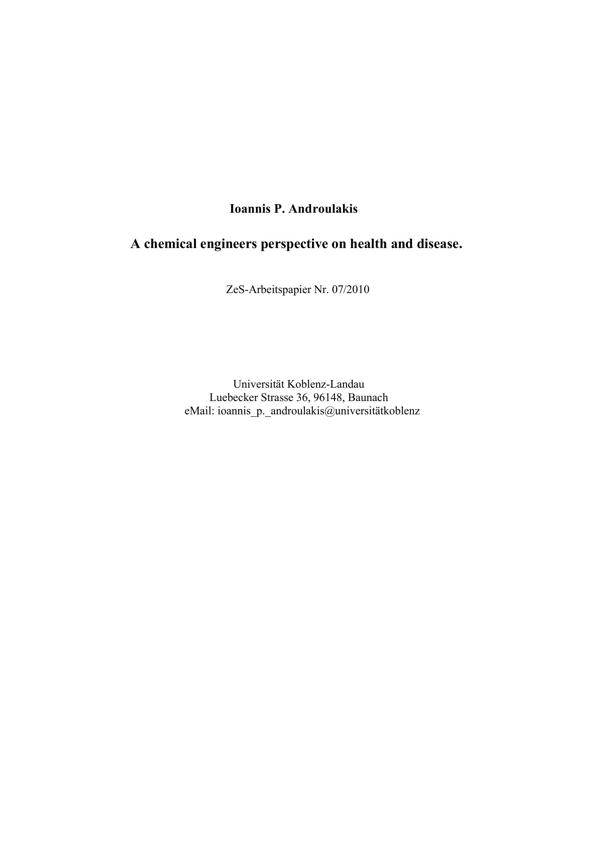 Ioannis P. Androulakis
A chemical engineers perspective on health and disease.
ZeS-Arbeitspapier Nr. 07/2010
Universität Koblenz-Landau
Luebecker Strasse 36, 96148, Baunach
eMail: ioannis_p._androulakis@universitätkoblenz